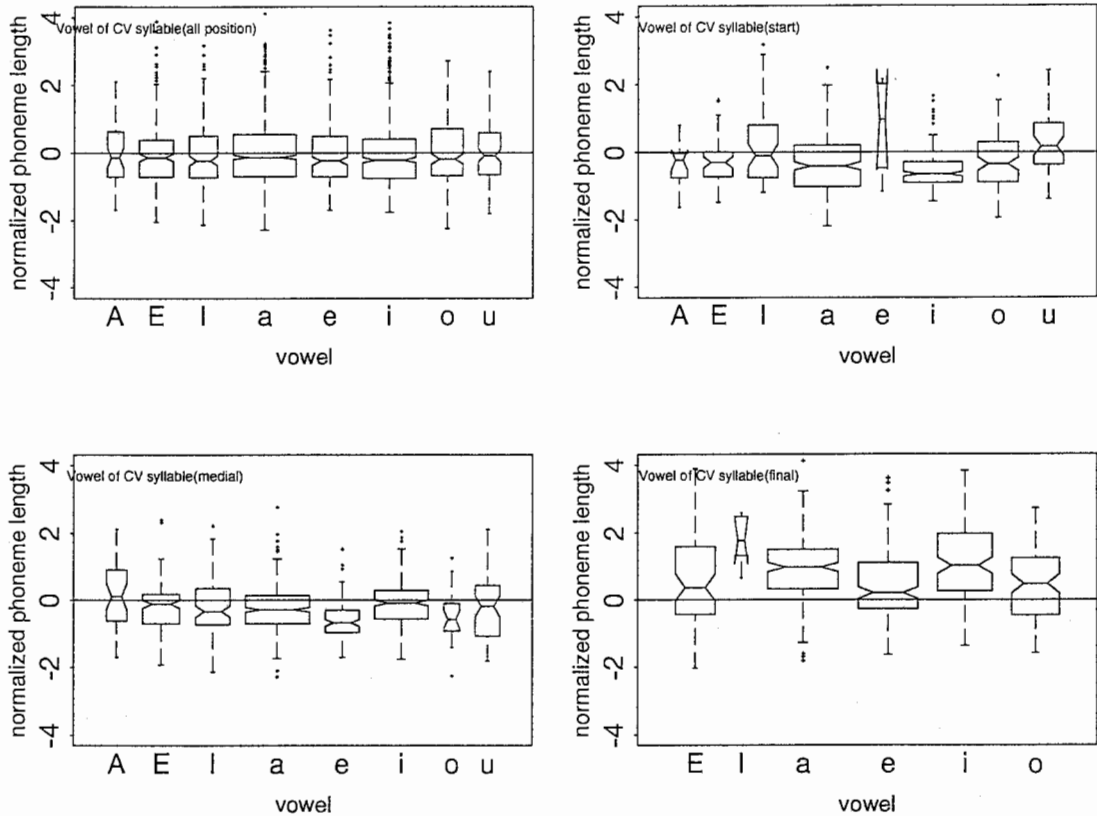 Vowel of CV syllable(all position)
normalized phoneme length
4
2
0
-2
-4
A E I a e i o u
vowel
Vowel of CV syllable(start)
normalized phoneme length
4
2
0
-2
-4
A E I a e i o u
vowel
Vowel of CV syllable(medial)
normalized phoneme length
4
2
0
-2
-4
A E I a e i o u
vowel
Vowel of CV syllable(final)
normalized phoneme length
4
2
0
-2
-4
E I a e i o
vowel